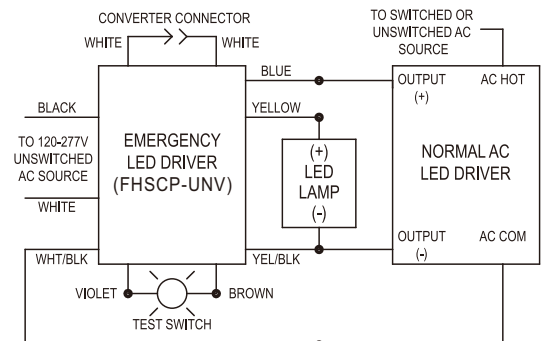 CONVERTER CONNECTOR
WHITE
WHITE
TO SWITCHED OR
UNSWITCHED AC
SOURCE
BLUE
OUTPUT
(+)
AC HOT
BLACK
YELLOW
TO 120-277V
UNSWITCHED
AC SOURCE
EMERGENCY
LED DRIVER
(FHSCP-UNV)
(+)
LED
LAMP
(-)
NORMAL AC
LED DRIVER
WHITE
OUTPUT
(-)
AC COM
WHT/BLK
YEL/BLK
VIOLET
BROWN
TEST SWITCH